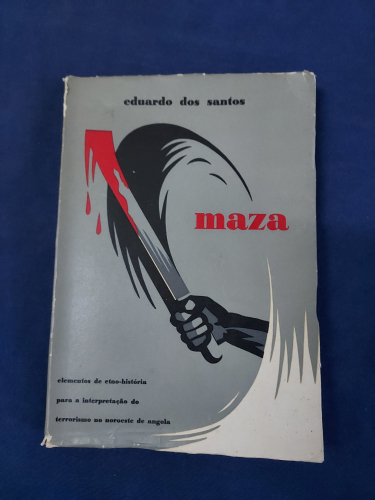 eduardo dos santos
maza
elementos de etno-história
para a interpretação do
terrorismo no noroeste de angola